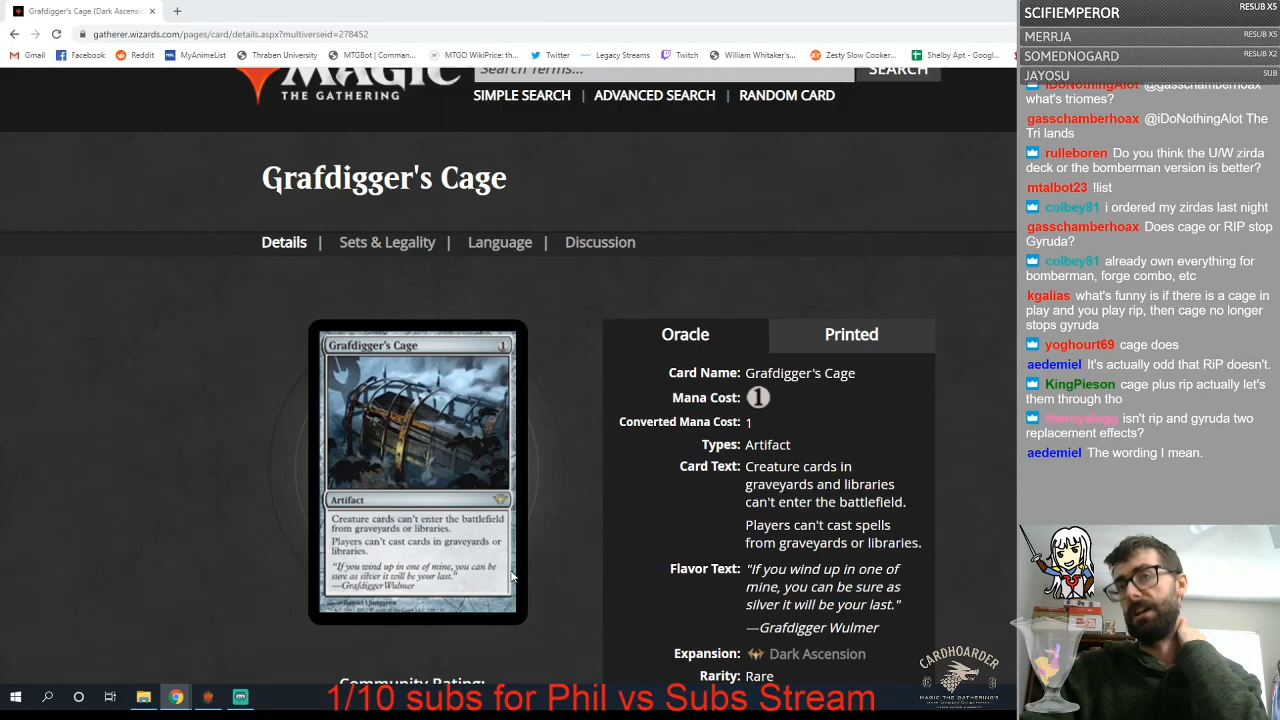 Grafdigger's Cage (Dark Ascensi
gatherer.wizards.com/pages/card/details.aspx?multiverseid=278452
Gmail
Facebook
Reddit
MyAnimeList
Thraben University
MTGBot | Comman...
MTGO WikiPrice: th...
Twitter
Legacy Streams
Twitch
William Whitaker's...
Zesty Slow Cooker...
Shelby Apt - Googl...
MAGIC
THE GATHERING
Search Terms...
SEARCH
SIMPLE SEARCH | ADVANCED SEARCH | RANDOM CARD
Grafdigger's Cage
Details | Sets & Legality | Language | Discussion
Grafdigger's Cage 1
Artifact
Creature cards can't enter the battlefield
from graveyards or libraries.
Players can't cast cards in graveyards or
libraries.
"If you wind up in one of mine, you can be
sure as silver it will be your last."
—Grafdigger Wulmer
Oracle
Printed
Card Name: Grafdigger's Cage
Mana Cost: 1
Converted Mana Cost: 1
Types: Artifact
Card Text: Creature cards in
graveyards and libraries
can't enter the battlefield.
Players can't cast spells
from graveyards or libraries.
Flavor Text: "If you wind up in one of
mine, you can be sure as
silver it will be your last."
—Grafdigger Wulmer
Expansion: Dark Ascension
Rarity: Rare
Community Rating:
1/10 subs for Phil vs Subs Stream
SCIFIEMPEROR RESUB X5
MERRJA RESUB X5
SOMEDNOGARD RESUB X2
JAYOSU SUB
iDoNothingAlot @gasschamberhoax
what's triomes?
gasschamberhoax @iDoNothingAlot The
Tri lands
rulleboren Do you think the U/W zirda
deck or the bomberman version is better?
mtalbot23 !list
colbey81 i ordered my zirdas last night
gasschamberhoax Does cage or RIP stop
Gyruda?
colbey81 already own everything for
bomberman, forge combo, etc
kgalias what's funny is if there is a cage in
play and you play rip, then cage no longer
stops gyruda
yoghourt69 cage does
aedemiel It's actually odd that RiP doesn't.
KingPieson cage plus rip actually let's
them through tho
theroyalegg isn't rip and gyruda two
replacement effects?
aedemiel The wording I mean.
CARDHOARDER
MAGIC THE GATHERING'S